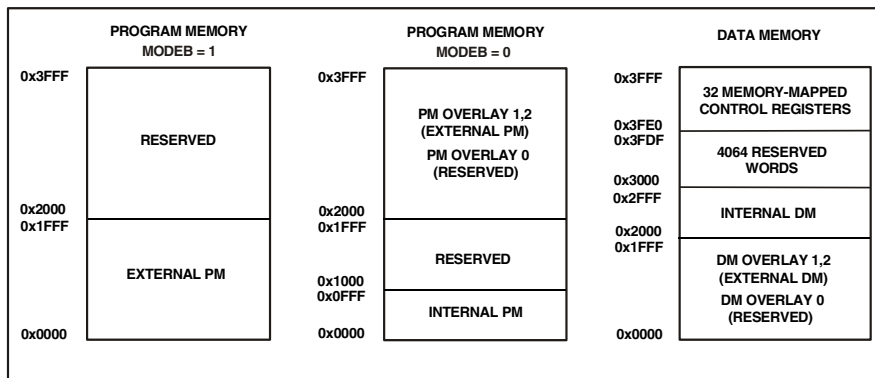 PROGRAM MEMORY
MODEB = 1
0x3FFF
RESERVED
0x2000
0x1FFF
EXTERNAL PM
0x0000
PROGRAM MEMORY
MODEB = 0
0x3FFF
PM OVERLAY 1,2
(EXTERNAL PM)
PM OVERLAY 0
(RESERVED)
0x2000
0x1FFF
RESERVED
0x1000
0x0FFF
INTERNAL PM
0x0000
DATA MEMORY
0x3FFF
32 MEMORY-MAPPED
CONTROL REGISTERS
0x3FE0
0x3FDF
4064 RESERVED
WORDS
0x3000
0x2FFF
INTERNAL DM
0x2000
0x1FFF
DM OVERLAY 1,2
(EXTERNAL DM)
DM OVERLAY 0
(RESERVED)
0x0000